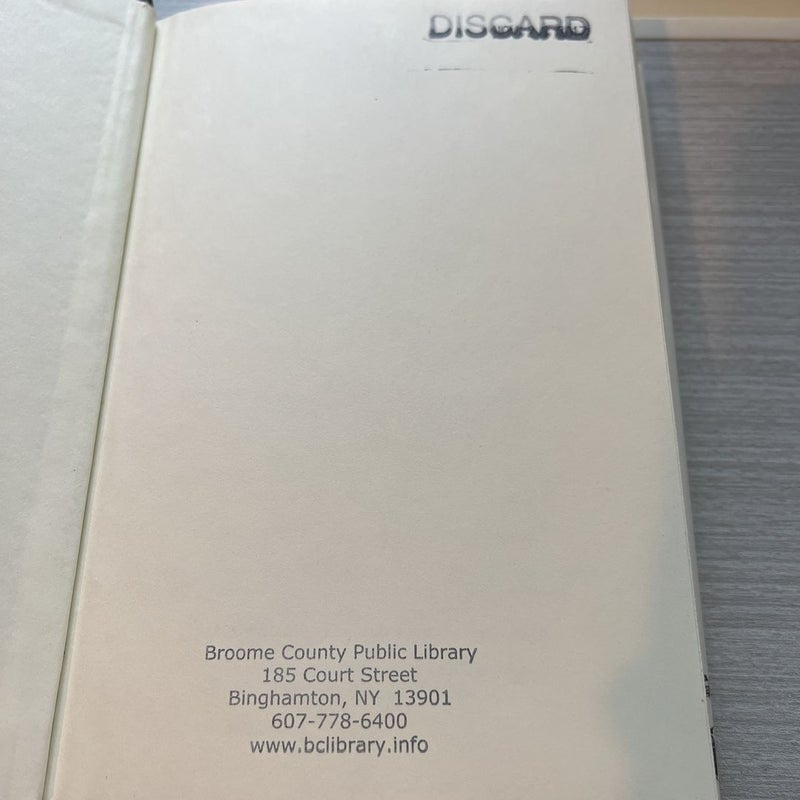 DISCARD
Broome County Public Library
185 Court Street
Binghamton, NY 13901
607-778-6400
www.bclibrary.info